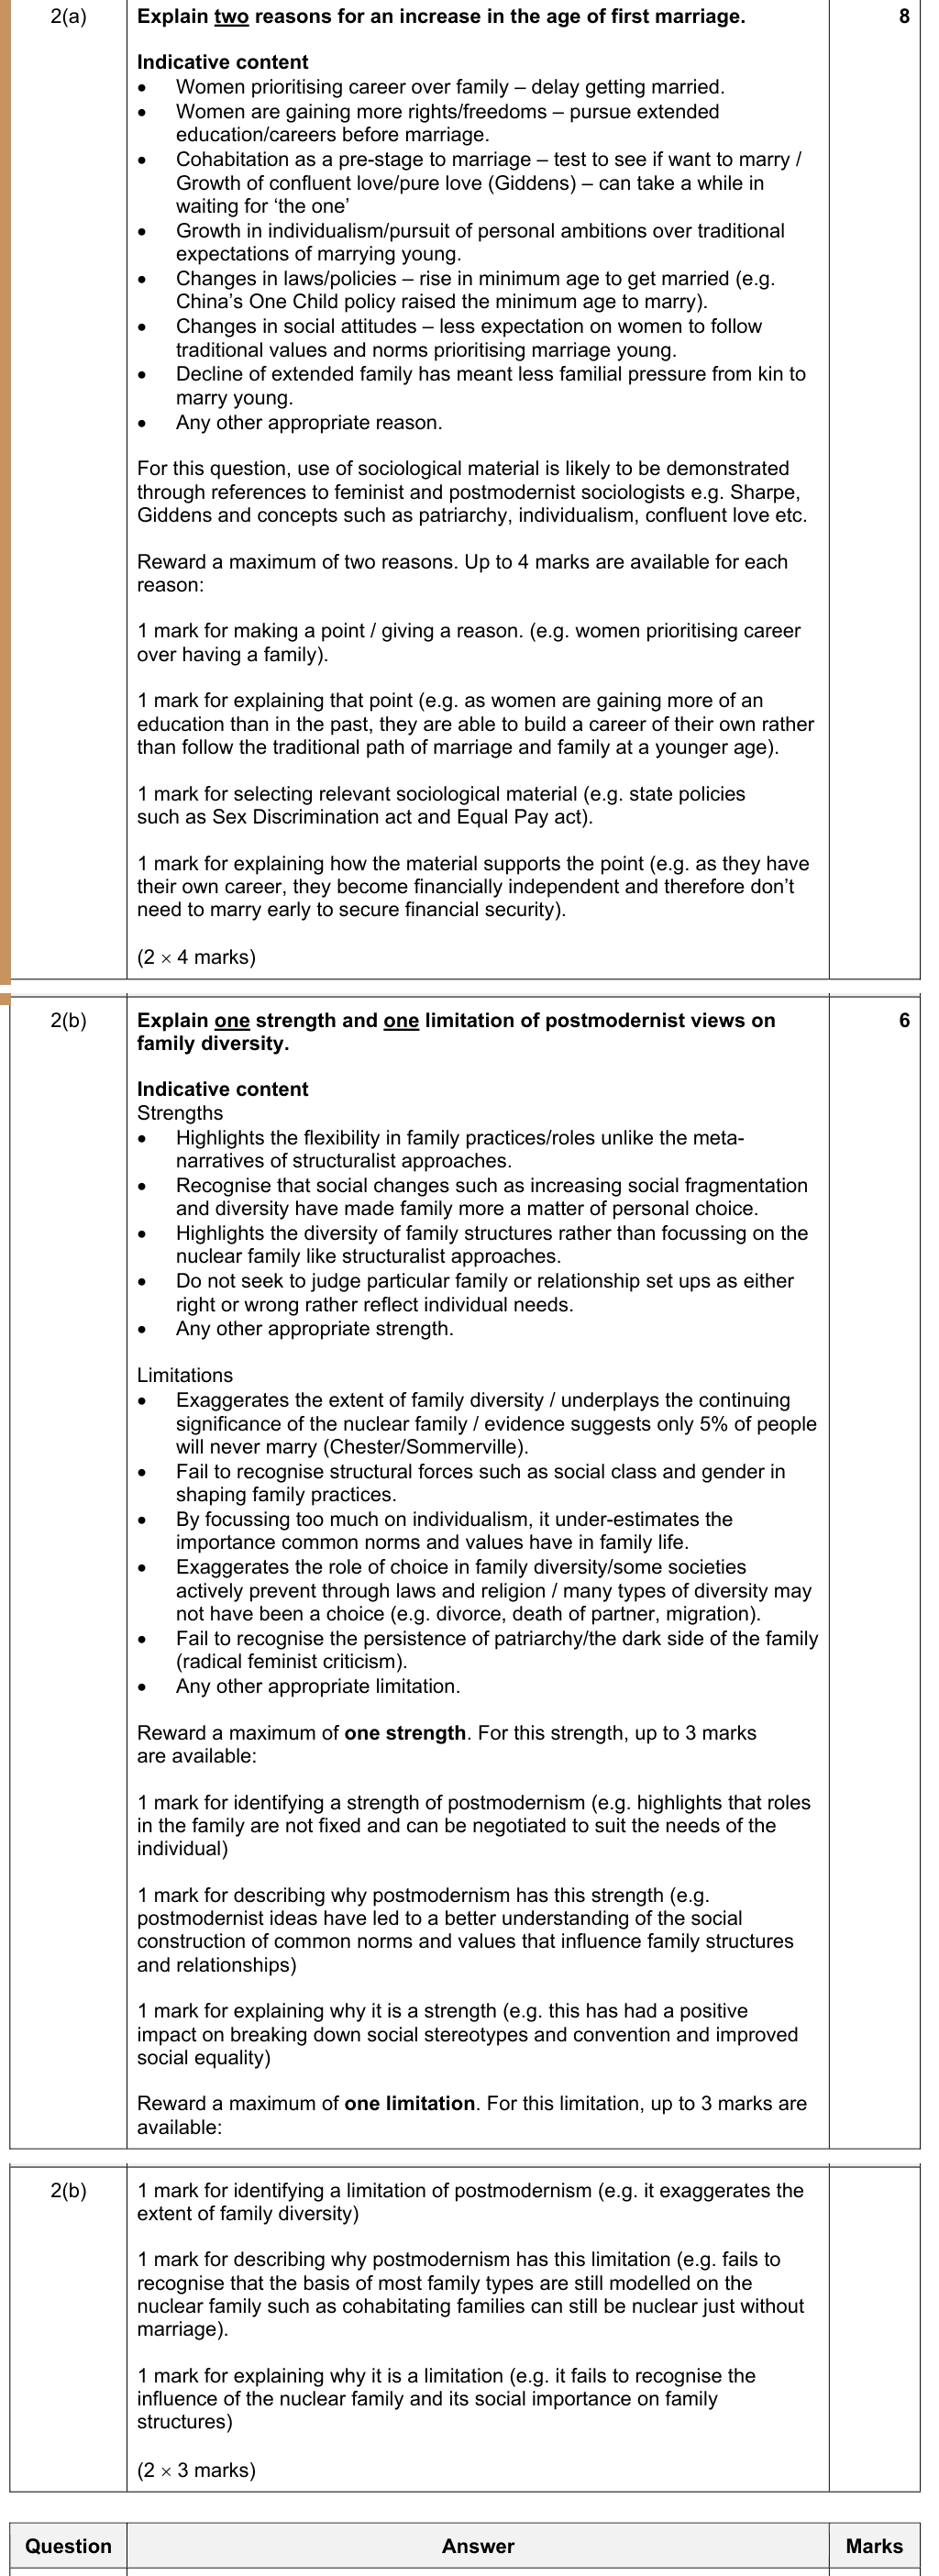 2(a)
Explain two reasons for an increase in the age of first marriage.
8
Indicative content
• Women prioritising career over family – delay getting married.
• Women are gaining more rights/freedoms – pursue extended
education/careers before marriage.
• Cohabitation as a pre-stage to marriage – test to see if want to marry /
Growth of confluent love/pure love (Giddens) – can take a while in
waiting for ‘the one’
• Growth in individualism/pursuit of personal ambitions over traditional
expectations of marrying young.
• Changes in laws/policies – rise in minimum age to get married (e.g.
China’s One Child policy raised the minimum age to marry).
• Changes in social attitudes – less expectation on women to follow
traditional values and norms prioritising marriage young.
• Decline of extended family has meant less familial pressure from kin to
marry young.
• Any other appropriate reason.
For this question, use of sociological material is likely to be demonstrated
through references to feminist and postmodernist sociologists e.g. Sharpe,
Giddens and concepts such as patriarchy, individualism, confluent love etc.
Reward a maximum of two reasons. Up to 4 marks are available for each
reason:
1 mark for making a point / giving a reason. (e.g. women prioritising career
over having a family).
1 mark for explaining that point (e.g. as women are gaining more of an
education than in the past, they are able to build a career of their own rather
than follow the traditional path of marriage and family at a younger age).
1 mark for selecting relevant sociological material (e.g. state policies
such as Sex Discrimination act and Equal Pay act).
1 mark for explaining how the material supports the point (e.g. as they have
their own career, they become financially independent and therefore don’t
need to marry early to secure financial security).
(2 × 4 marks)
2(b)
Explain one strength and one limitation of postmodernist views on
family diversity.
6
Indicative content
Strengths
• Highlights the flexibility in family practices/roles unlike the meta-
narratives of structuralist approaches.
• Recognise that social changes such as increasing social fragmentation
and diversity have made family more a matter of personal choice.
• Highlights the diversity of family structures rather than focussing on the
nuclear family like structuralist approaches.
• Do not seek to judge particular family or relationship set ups as either
right or wrong rather reflect individual needs.
• Any other appropriate strength.
Limitations
• Exaggerates the extent of family diversity / underplays the continuing
significance of the nuclear family / evidence suggests only 5% of people
will never marry (Chester/Sommerville).
• Fail to recognise structural forces such as social class and gender in
shaping family practices.
• By focussing too much on individualism, it under-estimates the
importance common norms and values have in family life.
• Exaggerates the role of choice in family diversity/some societies
actively prevent through laws and religion / many types of diversity may
not have been a choice (e.g. divorce, death of partner, migration).
• Fail to recognise the persistence of patriarchy/the dark side of the family
(radical feminist criticism).
• Any other appropriate limitation.
Reward a maximum of one strength. For this strength, up to 3 marks
are available:
1 mark for identifying a strength of postmodernism (e.g. highlights that roles
in the family are not fixed and can be negotiated to suit the needs of the
individual)
1 mark for describing why postmodernism has this strength (e.g.
postmodernist ideas have led to a better understanding of the social
construction of common norms and values that influence family structures
and relationships)
1 mark for explaining why it is a strength (e.g. this has had a positive
impact on breaking down social stereotypes and convention and improved
social equality)
Reward a maximum of one limitation. For this limitation, up to 3 marks are
available:
2(b)
1 mark for identifying a limitation of postmodernism (e.g. it exaggerates the
extent of family diversity)
1 mark for describing why postmodernism has this limitation (e.g. fails to
recognise that the basis of most family types are still modelled on the
nuclear family such as cohabitating families can still be nuclear just without
marriage).
1 mark for explaining why it is a limitation (e.g. it fails to recognise the
influence of the nuclear family and its social importance on family
structures)
(2 × 3 marks)
Question Answer Marks